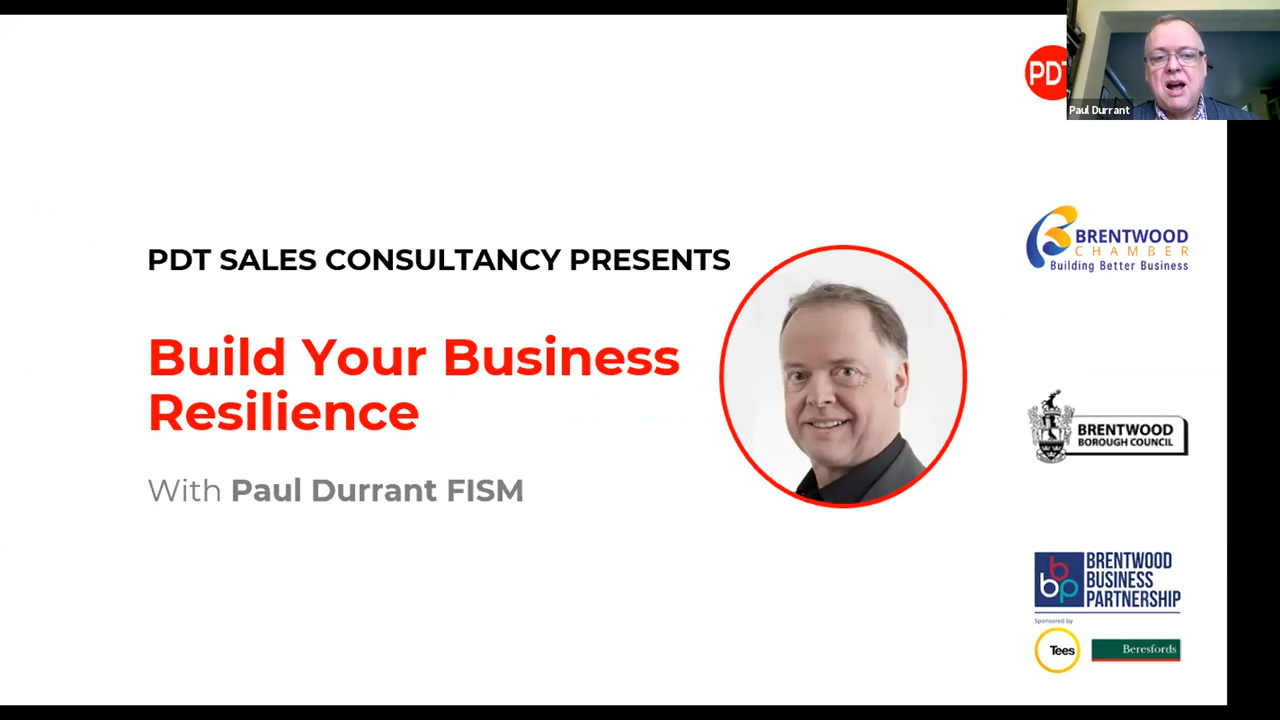 PDT
Paul Durrant
BRENTWOOD
CHAMBER
Building Better Business
PDT SALES CONSULTANCY PRESENTS
Build Your Business
Resilience
With Paul Durrant FISM
BRENTWOOD
BOROUGH COUNCIL
bbp
BRENTWOOD
BUSINESS
PARTNERSHIP
Sponsored by
Tees
Beresfords